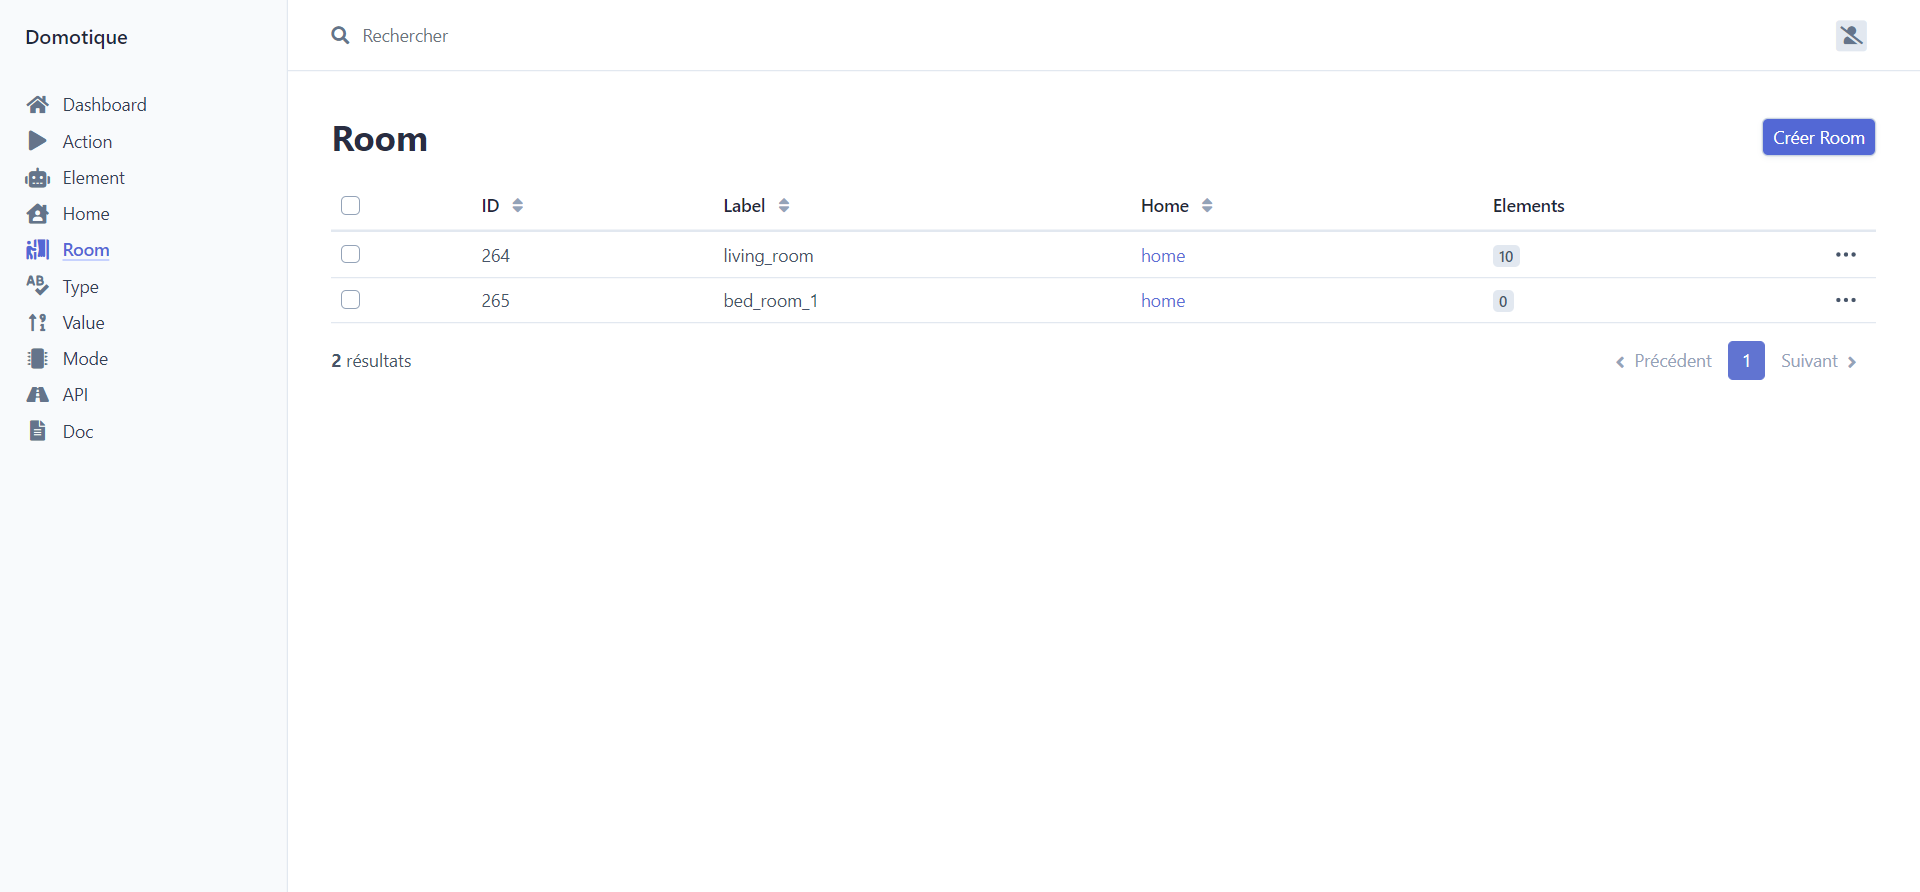 Domotique
Rechercher
Dashboard
Action
Element
Home
Room
Type
Value
Mode
API
Doc
Room
Créer Room
ID Label Home Elements
264 living_room home 10
265 bed_room_1 home 0
2 résultats
Précédent 1 Suivant